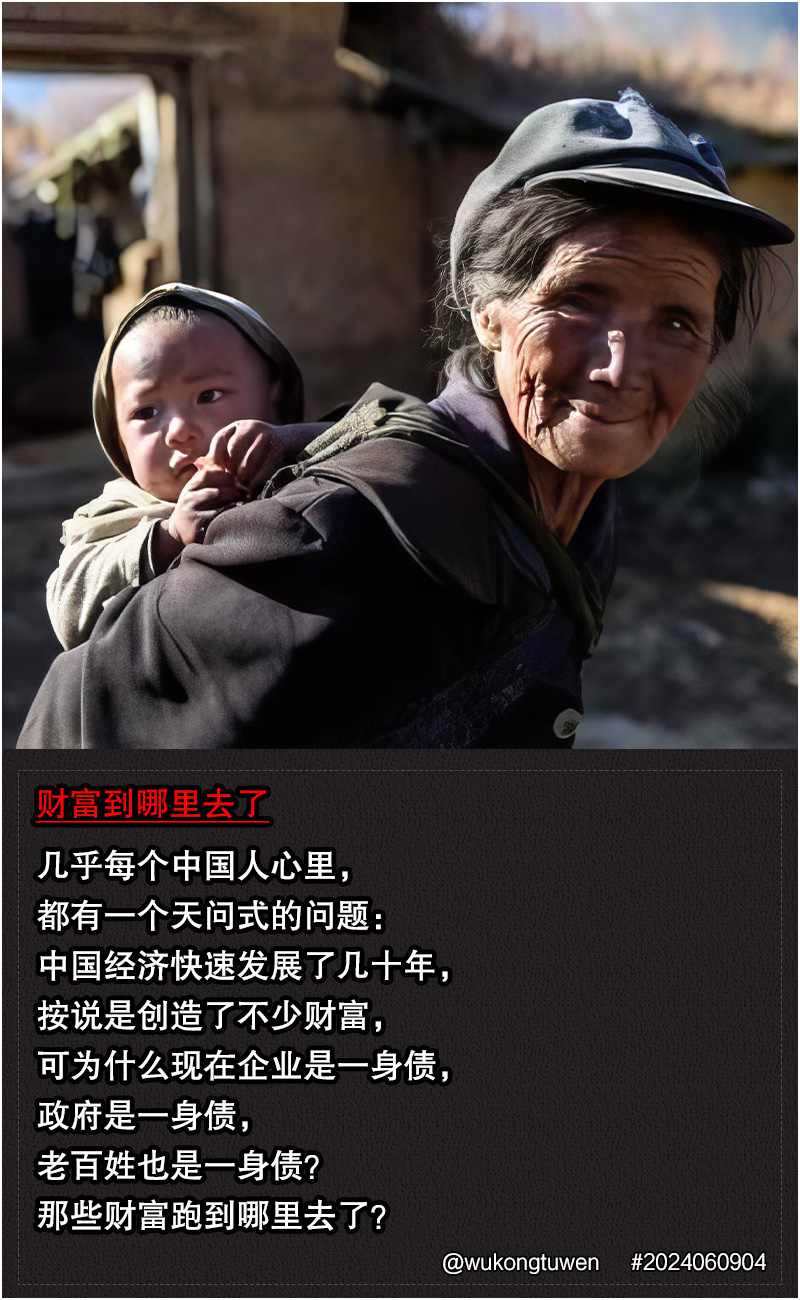 财富到哪里去了
几乎每个中国人心里，
都有一个天问式的问题：
中国经济快速发展了几十年，
按说是创造了不少财富，
可为什么现在企业是一身债，
政府是一身债，
老百姓也是一身债？
那些财富跑到哪里去了？
@wukongtuwen #2024060904